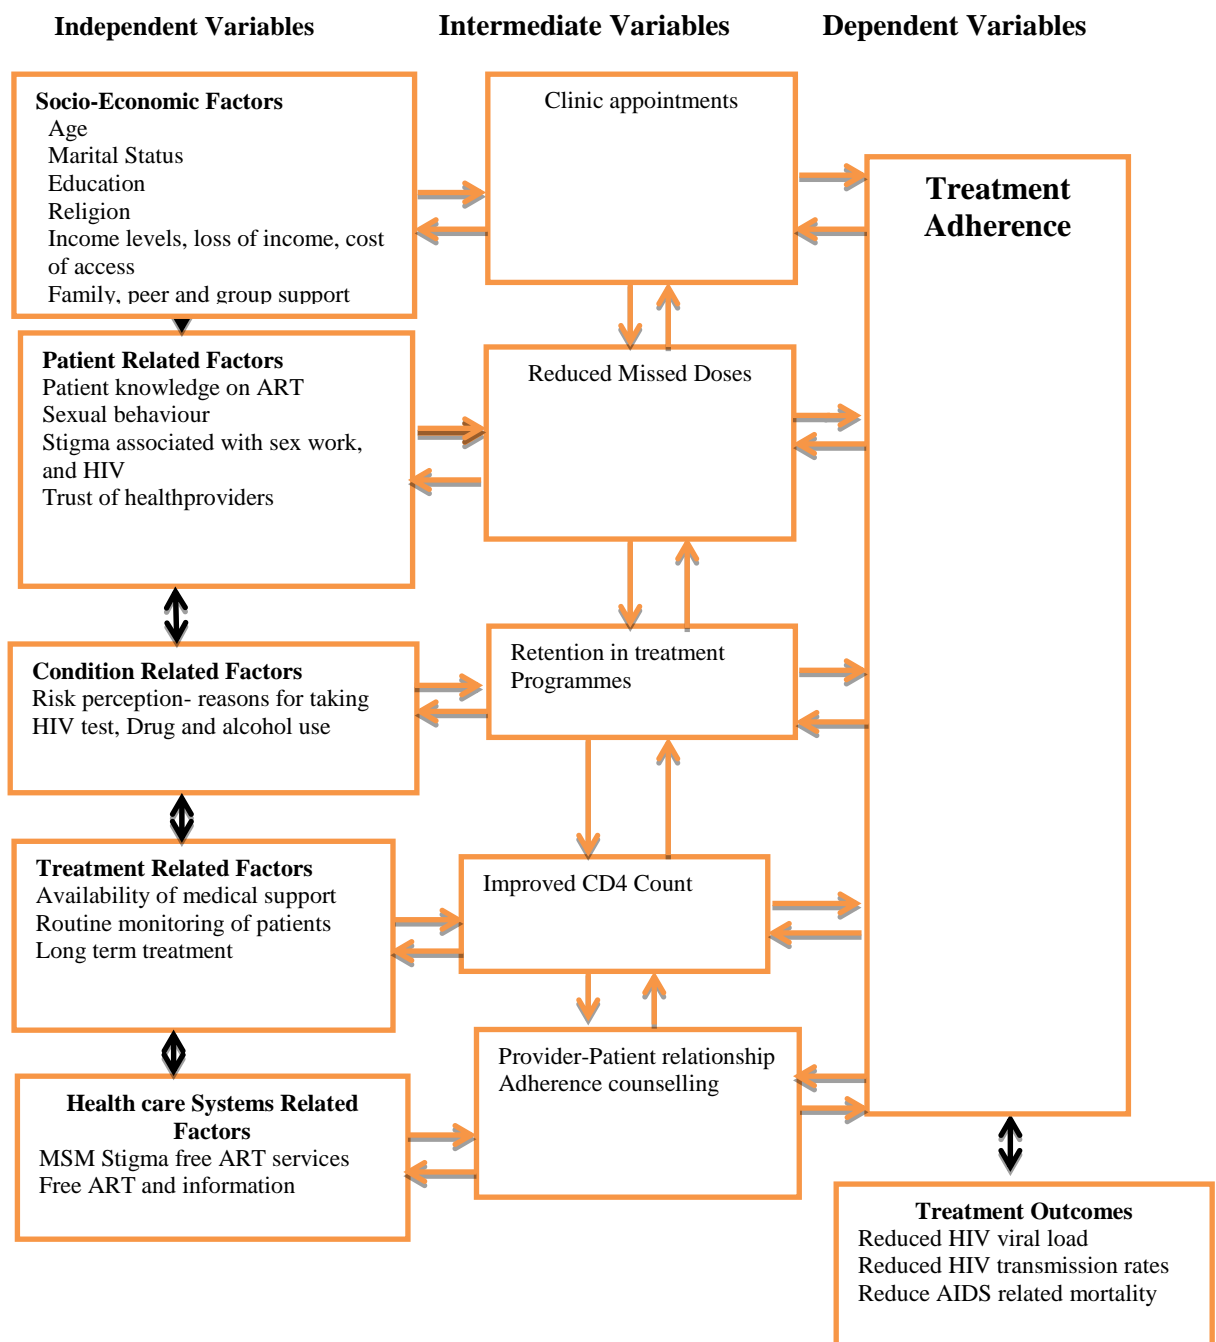 Independent Variables
Intermediate Variables
Dependent Variables
Socio-Economic Factors
Age
Marital Status
Education
Religion
Income levels, loss of income, cost
of access
Family, peer and group support
Patient Related Factors
Patient knowledge on ART
Sexual behaviour
Stigma associated with sex work,
and HIV
Trust of healthproviders
Condition Related Factors
Risk perception- reasons for taking
HIV test, Drug and alcohol use
Treatment Related Factors
Availability of medical support
Routine monitoring of patients
Long term treatment
Health care Systems Related
Factors
MSM Stigma free ART services
Free ART and information
Clinic appointments
Reduced Missed Doses
Retention in treatment
Programmes
Improved CD4 Count
Provider-Patient relationship
Adherence counselling
Treatment
Adherence
Treatment Outcomes
Reduced HIV viral load
Reduced HIV transmission rates
Reduce AIDS related mortality